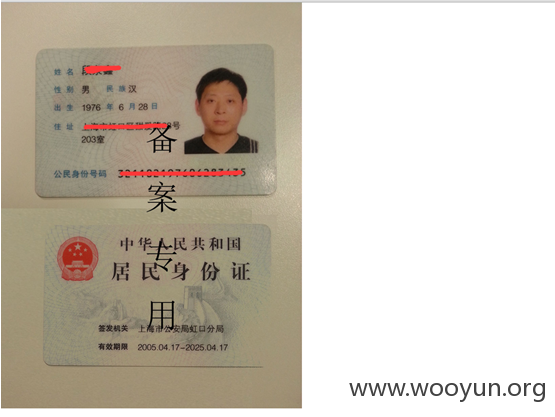 姓名
性别 男 民族 汉
出生 1976 年 6 月 28 日
住址
号
203室
公民身份号码
备案专用
中华人民共和国
居民身份证
签发机关 上海市公安局虹口分局
有效期限 2005.04.17-2025.04.17
www.wooyun.org